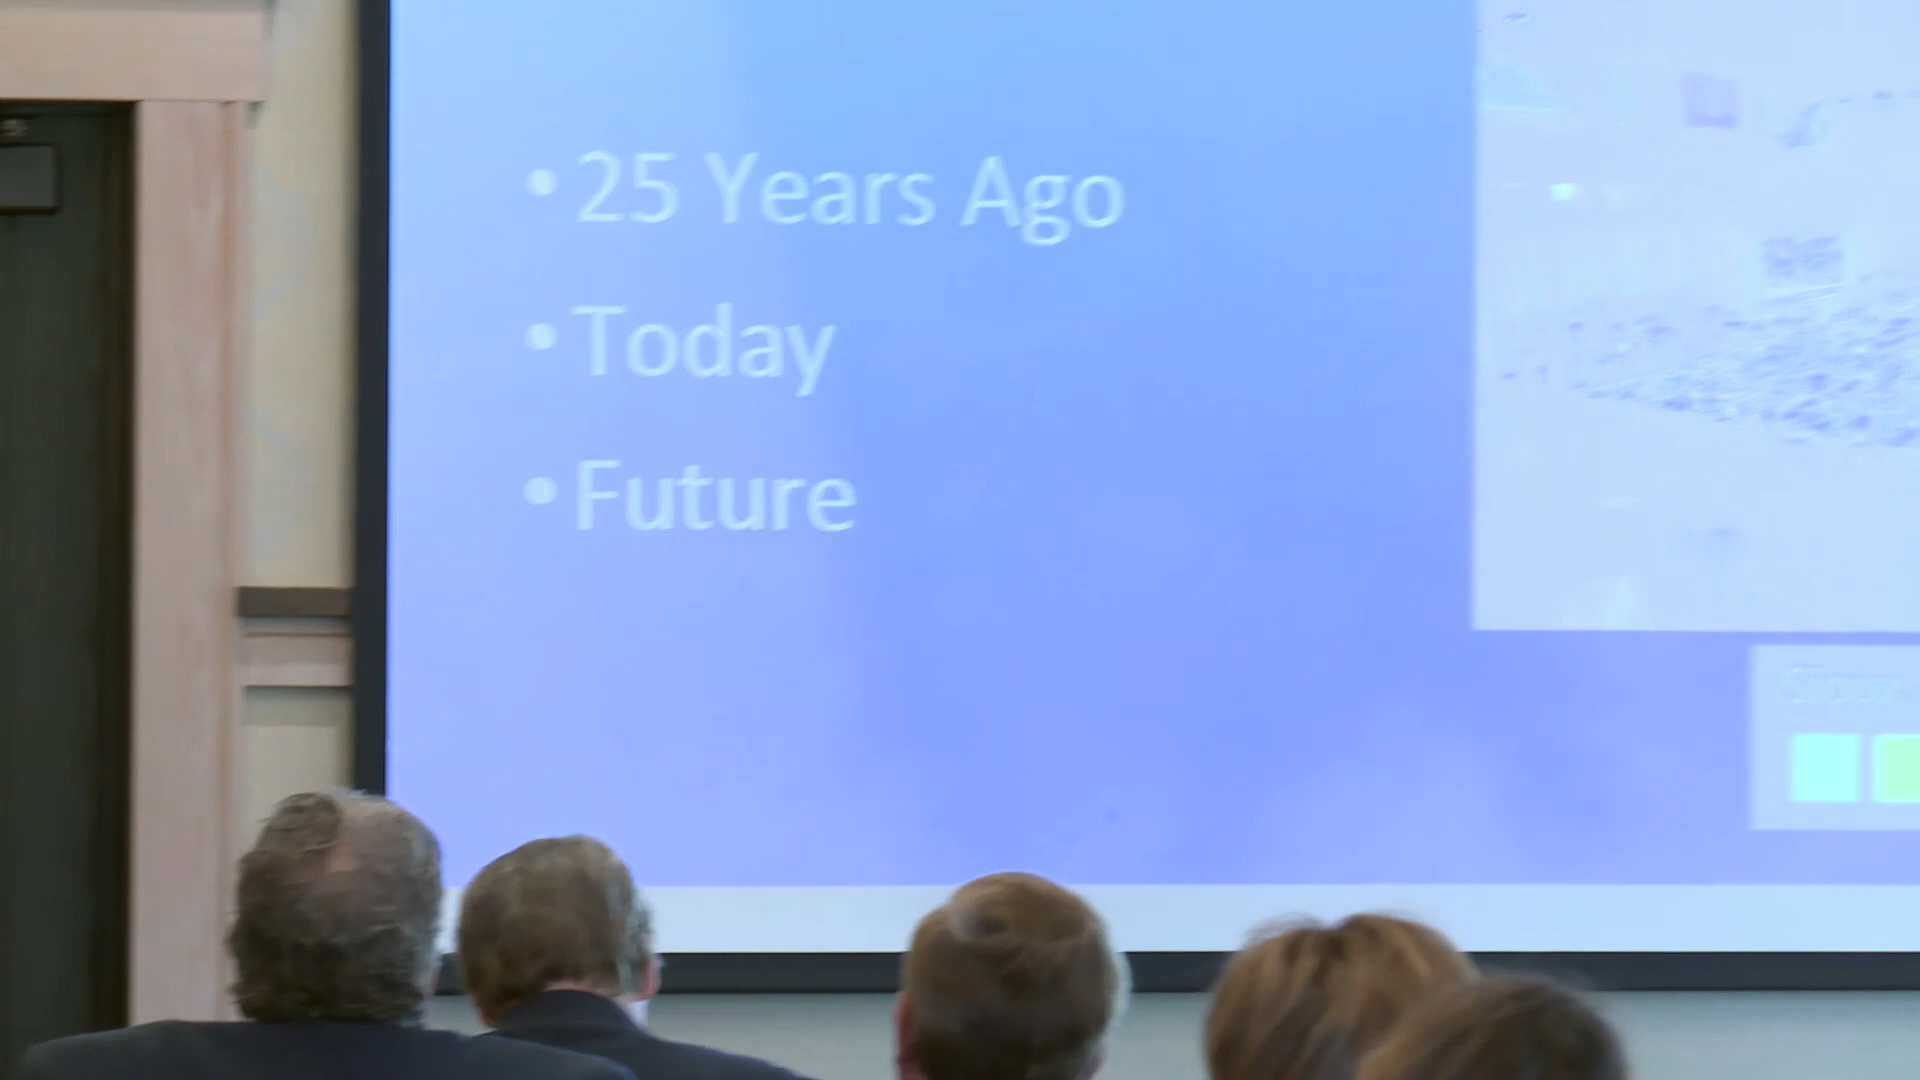 • 25 Years Ago
• Today
• Future